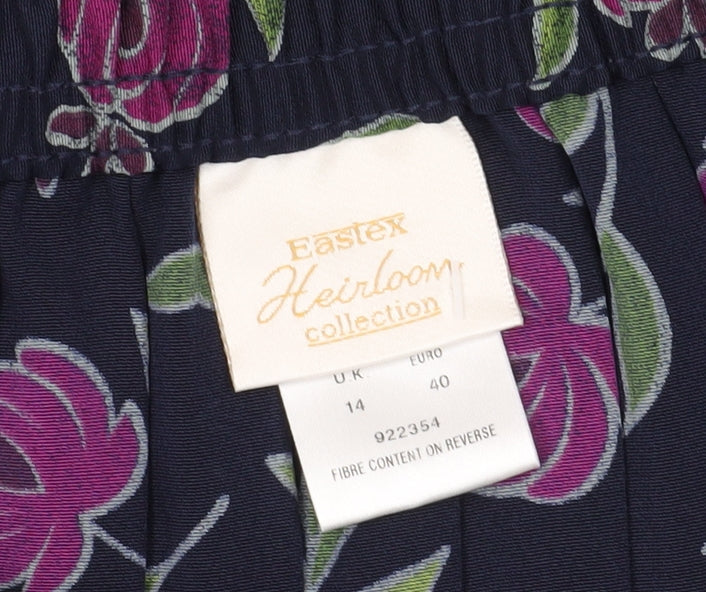 Eastex
Heirloom
collection
U.K. EURO
14 40
922354
FIBRE CONTENT ON REVERSE